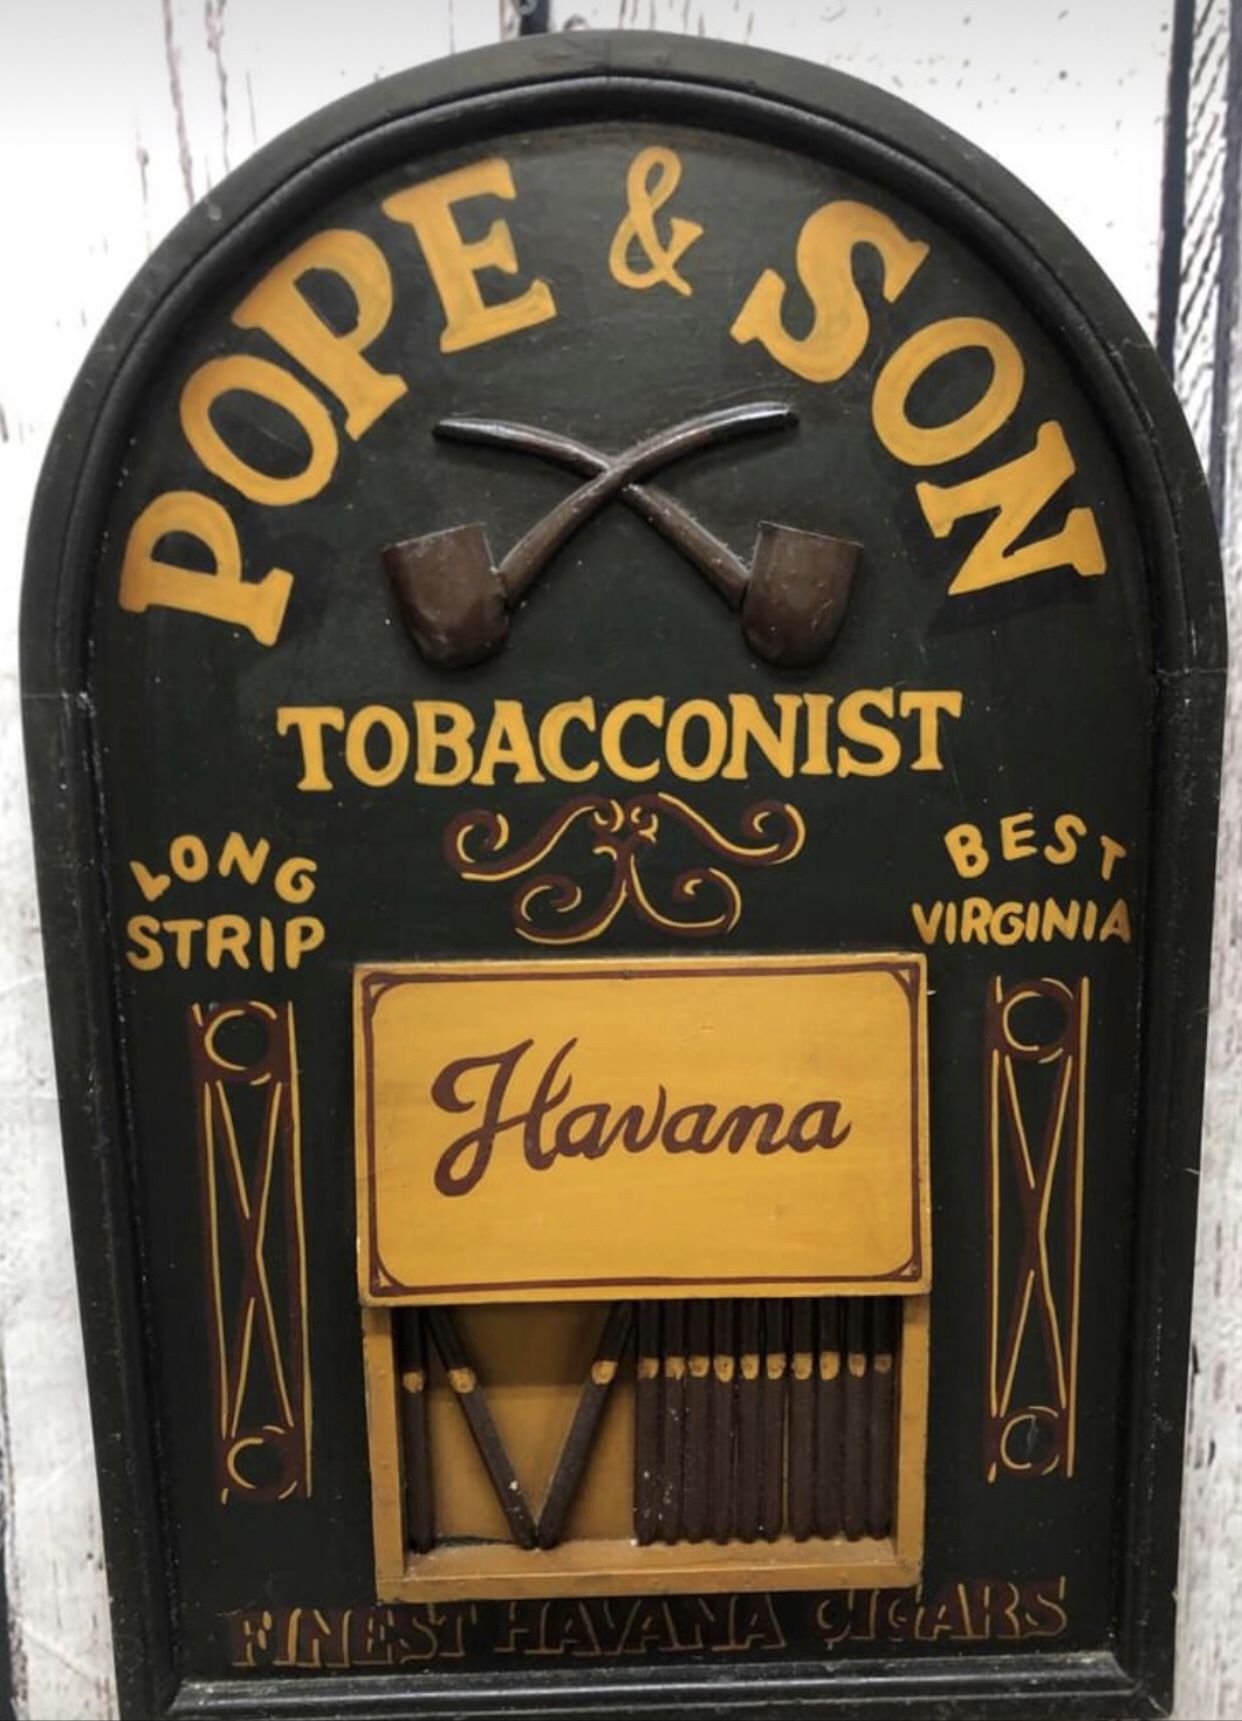 POPE & SON
TOBACCONIST
LONG
STRIP
BEST
VIRGINIA
Havana
FINEST HAVANA CIGARS